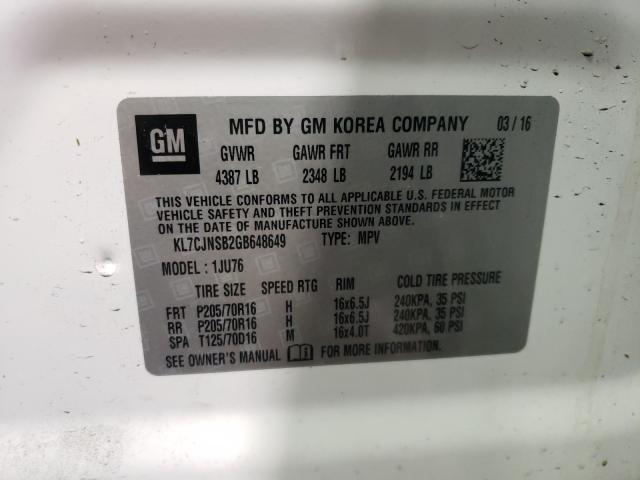 GM
MFD BY GM KOREA COMPANY 03 / 16
GVWR GAWR FRT GAWR RR
4387 LB 2348 LB 2194 LB
THIS VEHICLE CONFORMS TO ALL APPLICABLE U.S. FEDERAL MOTOR
VEHICLE SAFETY AND THEFT PREVENTION STANDARDS IN EFFECT
ON THE DATE OF MANUFACTURE SHOWN ABOVE.
KL7CJNSB2GB648649 TYPE: MPV
MODEL : 1JU76
TIRE SIZE SPEED RTG RIM COLD TIRE PRESSURE
FRT P205/70R16 H 16x6.5J 240KPA, 35 PSI
RR P205/70R16 H 16x6.5J 240KPA, 35 PSI
SPA T125/70D16 M 16x4.0T 420KPA, 60 PSI
SEE OWNER'S MANUAL FOR MORE INFORMATION.